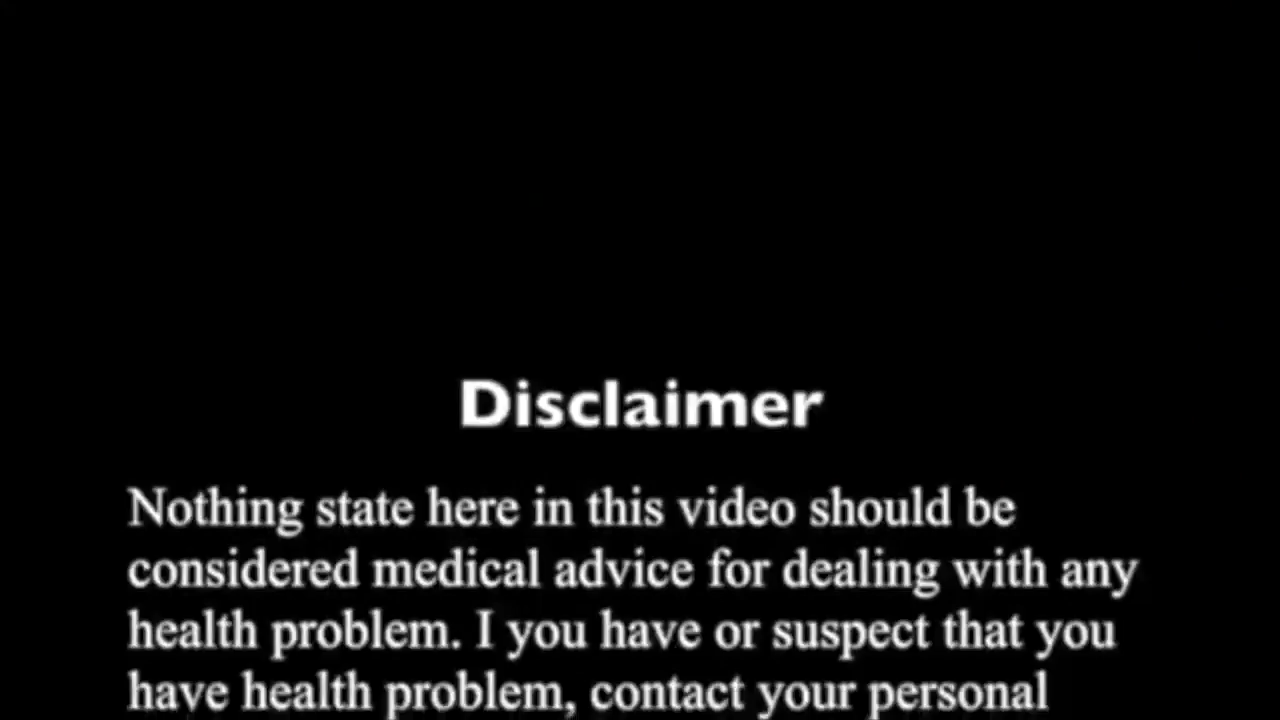 Disclaimer
Nothing state here in this video should be
considered medical advice for dealing with any
health problem. I you have or suspect that you
have health problem, contact your personal